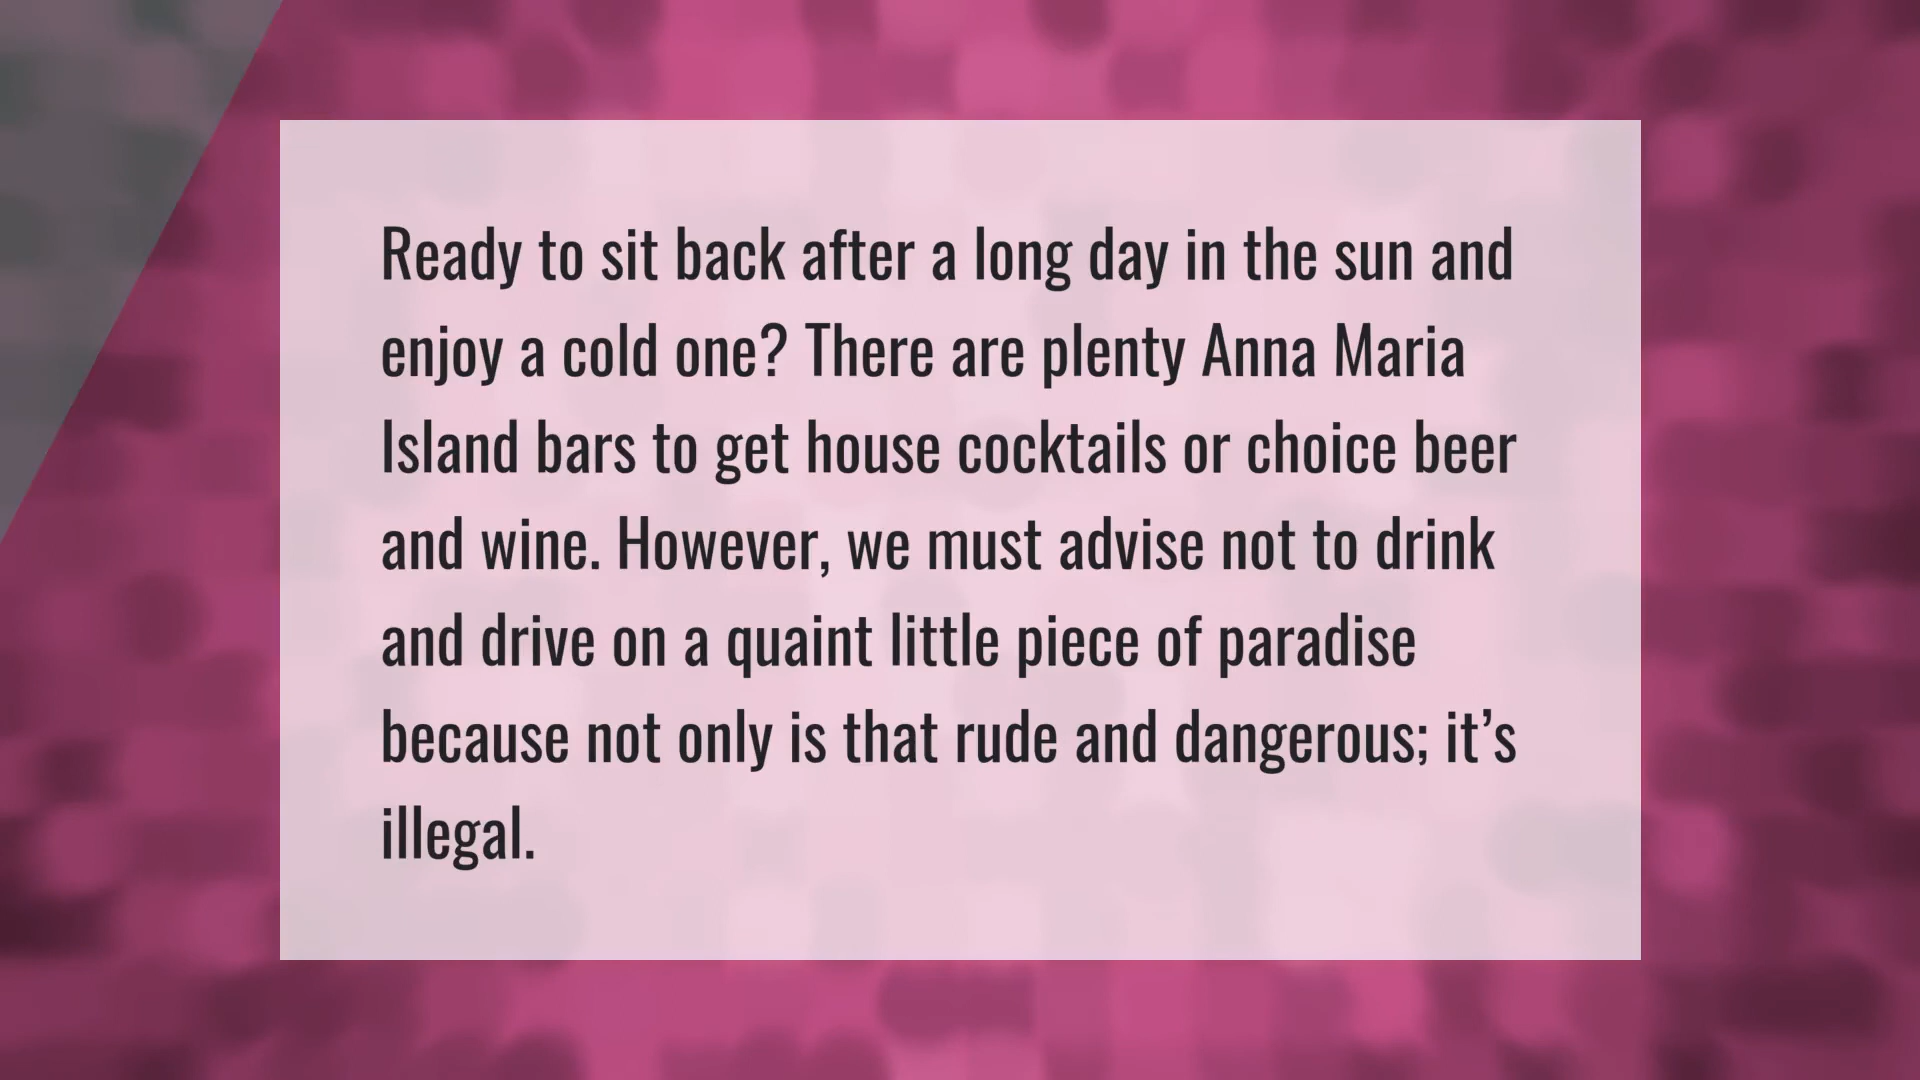 Ready to sit back after a long day in the sun and
enjoy a cold one? There are plenty Anna Maria
Island bars to get house cocktails or choice beer
and wine. However, we must advise not to drink
and drive on a quaint little piece of paradise
because not only is that rude and dangerous; it’s
illegal.